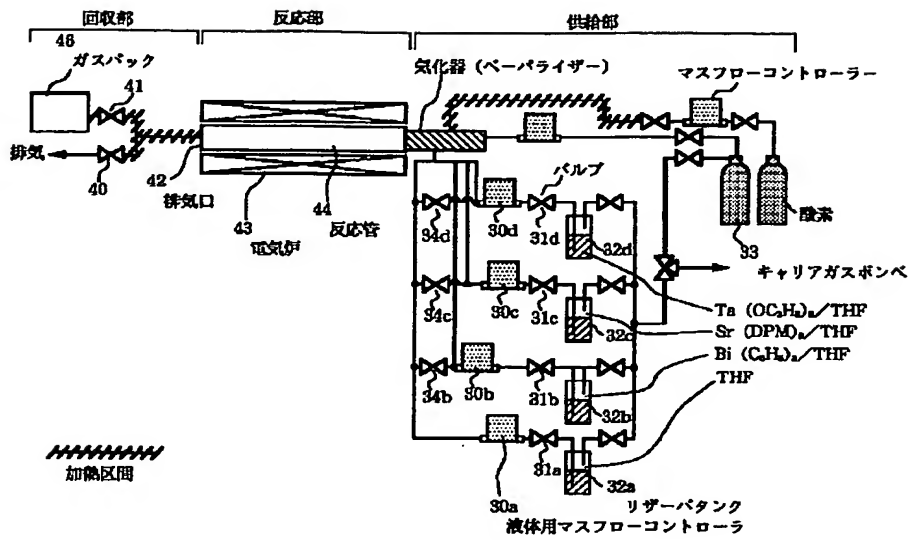 回収部
反応部
供給部
46
ガスパック
41
気化器（ベーパライザー）
マスフローコントローラー
排気
40
42
排気口
43
電気炉
44
反応管
バルブ
34d
30d
31d
32d
33
酸素
キャリアガスボンベ
34c
30c
31c
32c
Ta (OC₂H₅)₅/THF
Sr (DPM)₂/THF
Bi (C₆H₅)₃/THF
THF
34b
30b
31b
32b
30a
31a
32a
加熱区間
リザーバタンク
液体用マスフローコントローラ